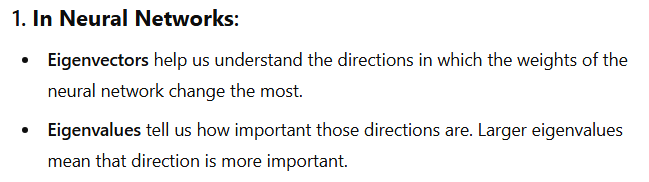 1. In Neural Networks:
• Eigenvectors help us understand the directions in which the weights of the
neural network change the most.
• Eigenvalues tell us how important those directions are. Larger eigenvalues
mean that direction is more important.